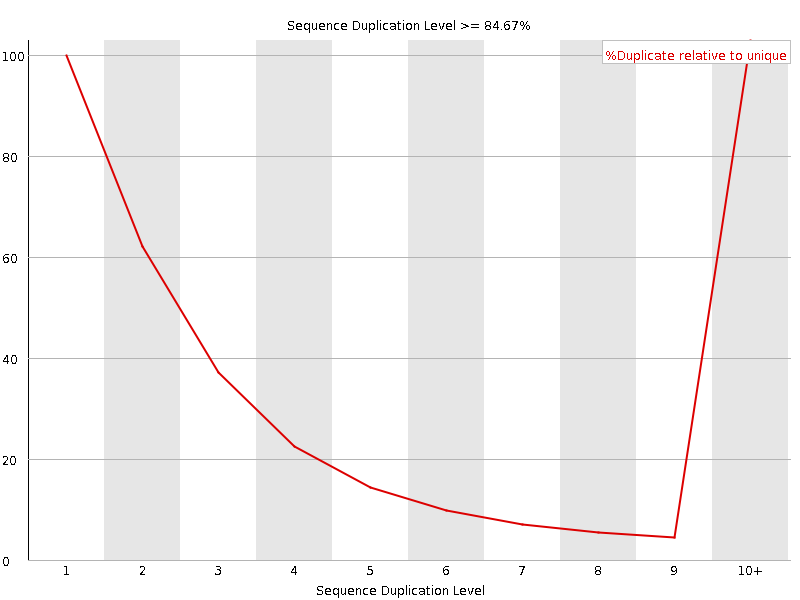 Sequence Duplication Level >= 84.67%
%Duplicate relative to unique
100
80
60
40
20
0
1 2 3 4 5 6 7 8 9 10+
Sequence Duplication Level